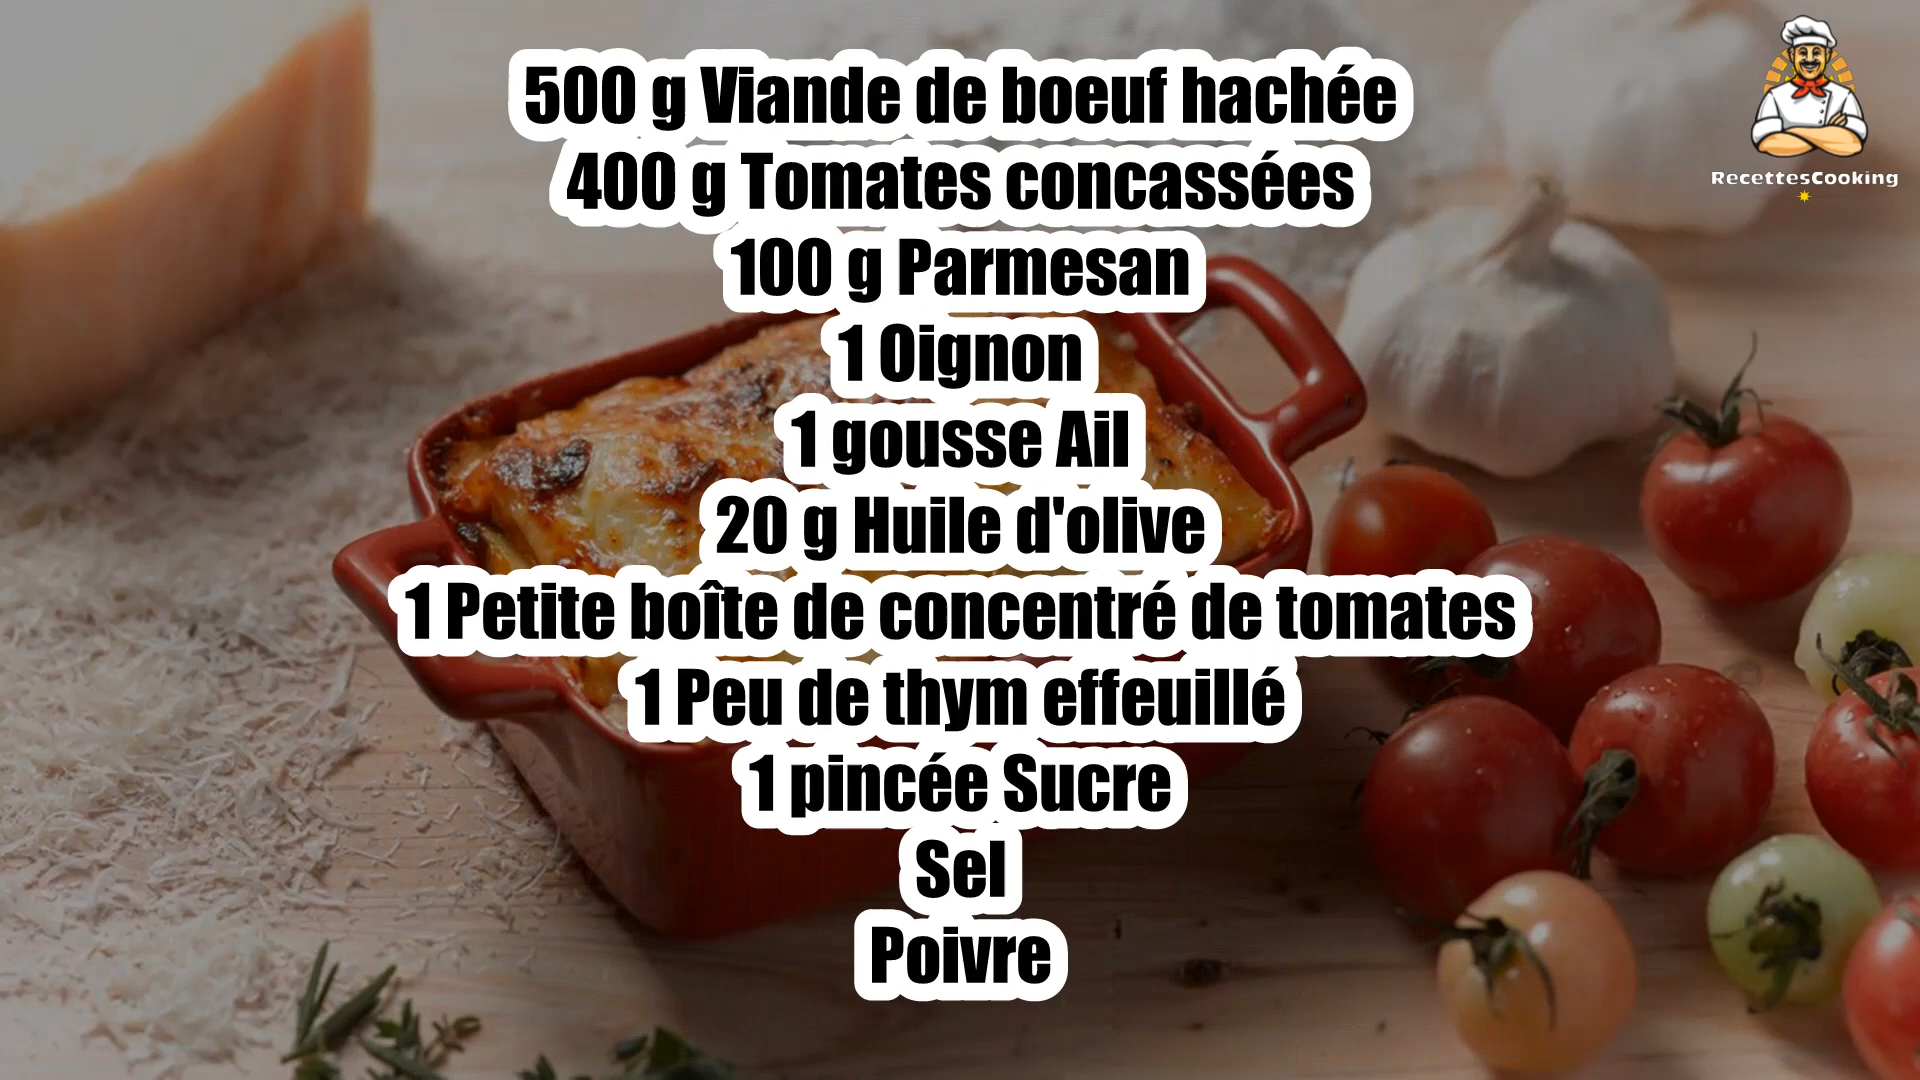 500 g Viande de boeuf hachée
400 g Tomates concassées
100 g Parmesan
1 Oignon
1 gousse Ail
20 g Huile d'olive
1 Petite boîte de concentré de tomates
1 Peu de thym effeuillé
1 pincée Sucre
Sel
Poivre
RecettesCooking